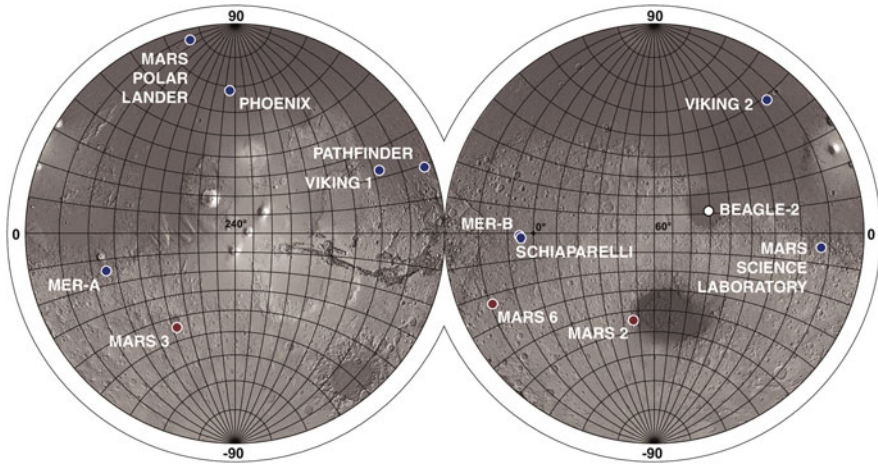 90
MARS
POLAR
LANDER
PHOENIX
PATHFINDER
VIKING 1
240°
0
MER-A
MARS 3
-90
90
VIKING 2
BEAGLE-2
MER-B
0°
60°
0
SCHIAPARELLI
MARS
SCIENCE
LABORATORY
MARS 6
MARS 2
-90